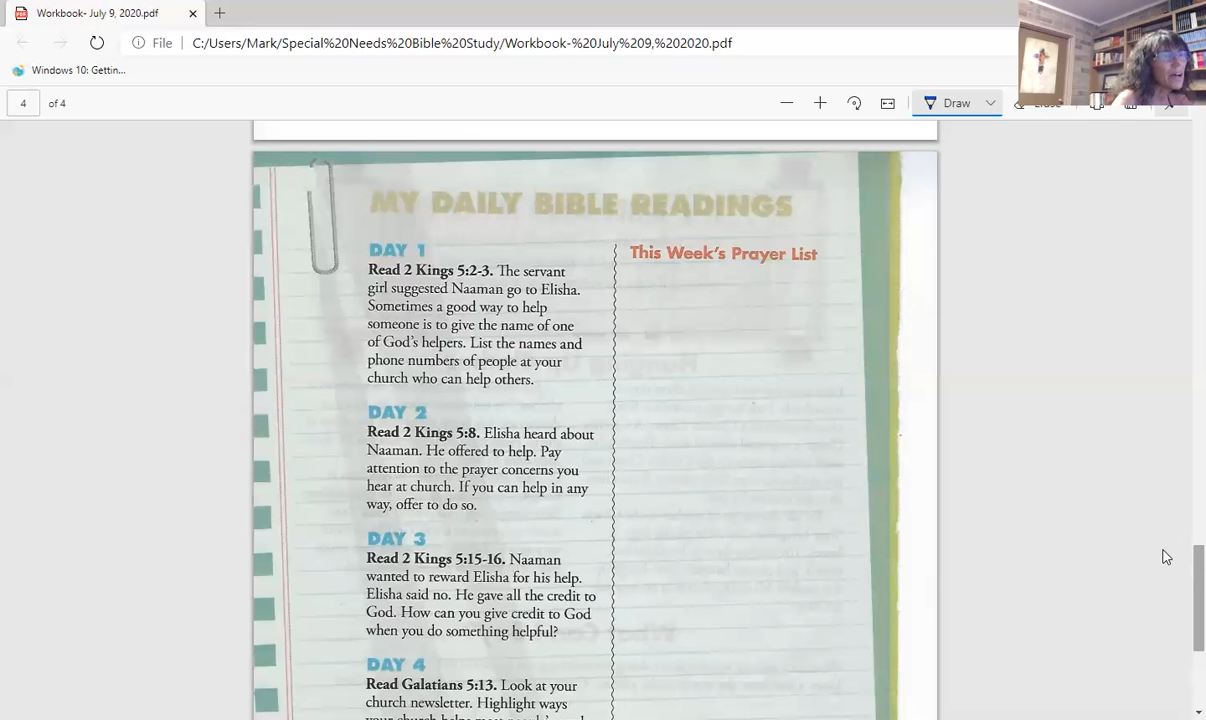 Workbook- July 9, 2020.pdf
File
C:/Users/Mark/Special%20Needs%20Bible%20Study/Workbook-%20July%209,%202020.pdf
Windows 10: Gettin...
4 of 4
Draw
MY DAILY BIBLE READINGS
DAY 1
Read 2 Kings 5:2-3. The servant
girl suggested Naaman go to Elisha.
Sometimes a good way to help
someone is to give the name of one
of God's helpers. List the names and
phone numbers of people at your
church who can help others.
DAY 2
Read 2 Kings 5:8. Elisha heard about
Naaman. He offered to help. Pay
attention to the prayer concerns you
hear at church. If you can help in any
way, offer to do so.
DAY 3
Read 2 Kings 5:15-16. Naaman
wanted to reward Elisha for his help.
Elisha said no. He gave all the credit to
God. How can you give credit to God
when you do something helpful?
DAY 4
Read Galatians 5:13. Look at your
church newsletter. Highlight ways
This Week's Prayer List